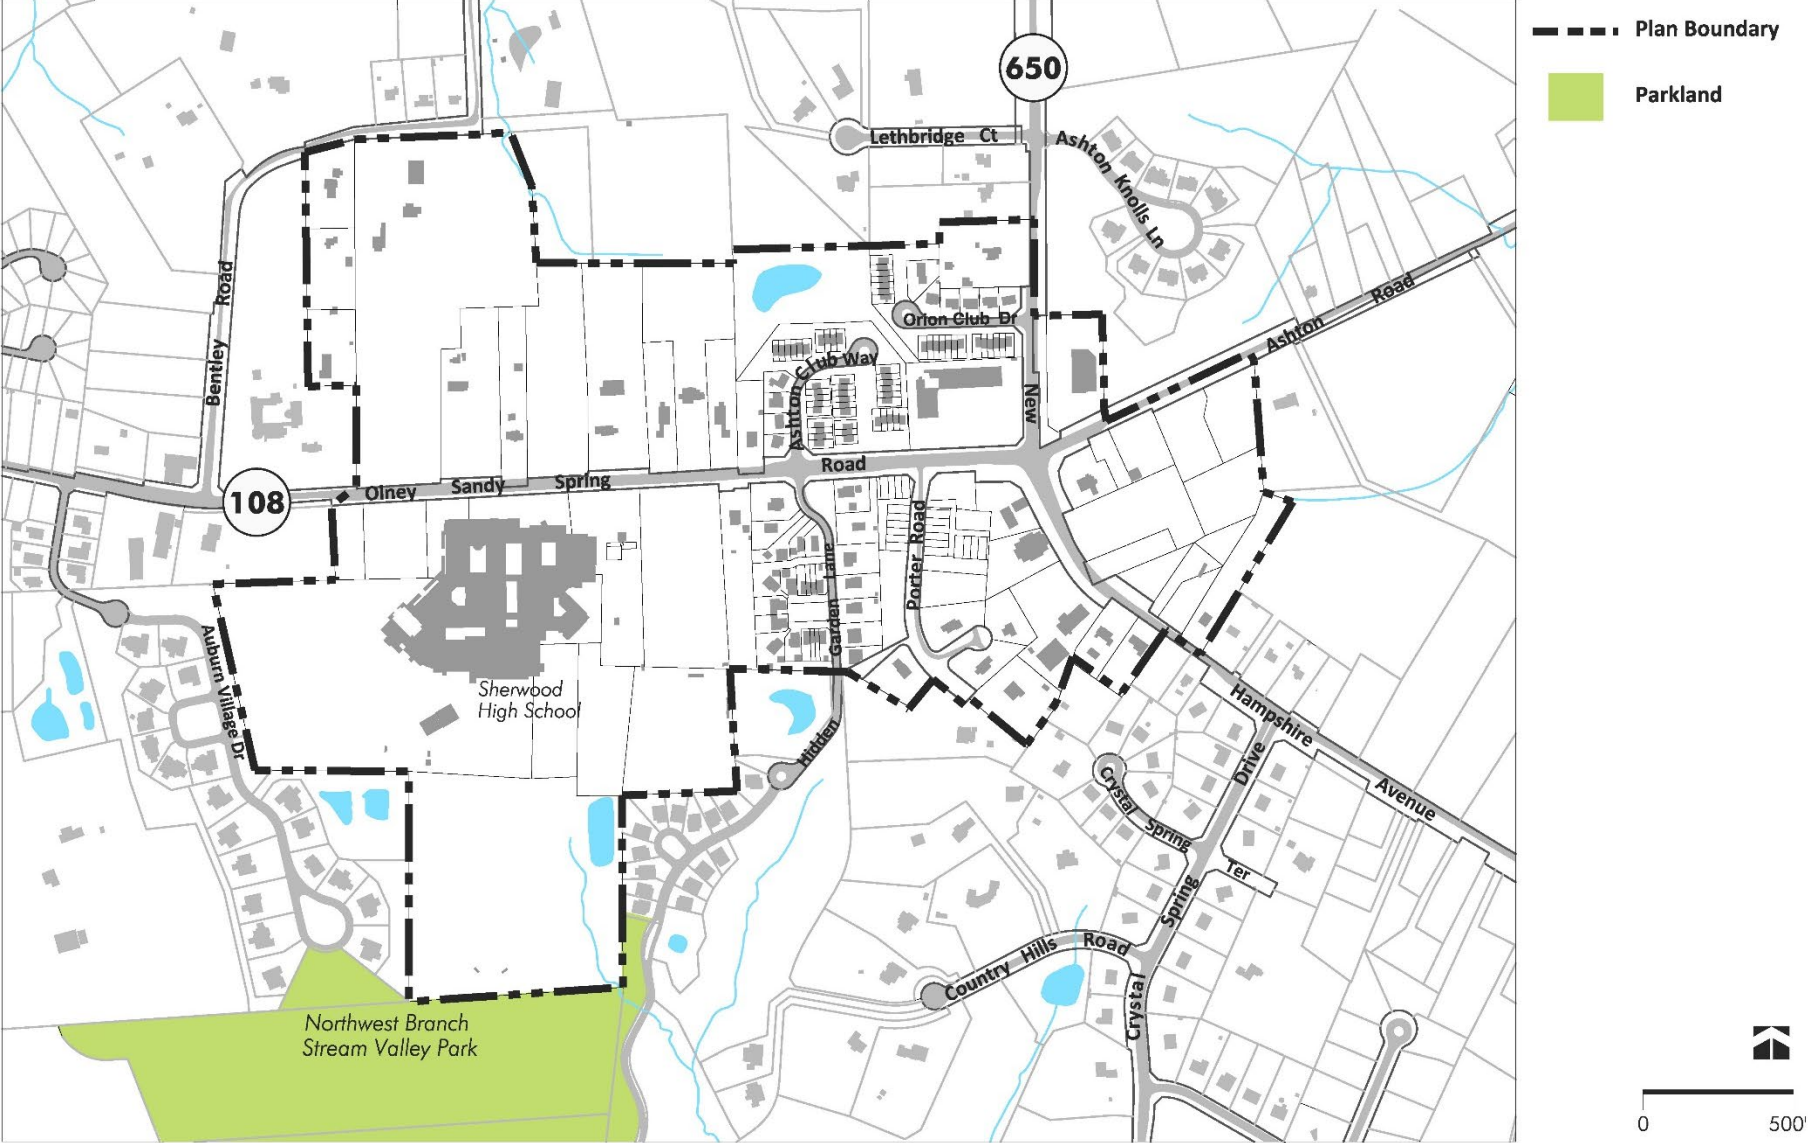 Plan Boundary
Parkland
650
Lethbridge Ct
Ashton Knolls Ln
Bentley Road
Ashton Road
Orion Club Dr
Ashton Club Way
New
108
Olney Sandy Spring Road
Porter Road
Garden Lane
Auburn Village Dr
Sherwood
High School
Hidden
Hampshire
Avenue
Drive
Crystal Spring
Ter
Spring
Country Hills Road
Crystal
Northwest Branch
Stream Valley Park
0 500'